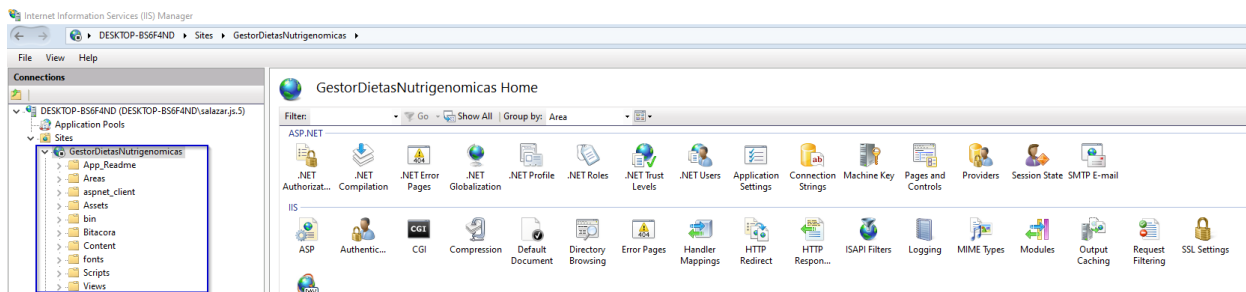 Internet Information Services (IIS) Manager
DESKTOP-BS6F4ND Sites GestorDietasNutrigenomicas
File View Help
Connections
DESKTOP-BS6F4ND (DESKTOP-BS6F4ND\salazar.js.5)
Application Pools
Sites
GestorDietasNutrigenomicas
App_Readme
Areas
aspnet_client
Assets
bin
Bitacora
Content
fonts
Scripts
Views
GestorDietasNutrigenomicas Home
Filter: Go Show All Group by: Area
ASP.NET
.NET Authorizat...
.NET Compilation
.NET Error Pages
.NET Globalization
.NET Profile
.NET Roles
.NET Trust Levels
.NET Users
Application Settings
Connection Strings
Machine Key
Pages and Controls
Providers
Session State
SMTP E-mail
IIS
ASP
Authentic...
CGI
CGI
Compression
Default Document
Directory Browsing
404
Error Pages
Handler Mappings
HTTP Redirect
HTTP Respon...
ISAPI Filters
Logging
MIME Types
Modules
Output Caching
Request Filtering
SSL Settings